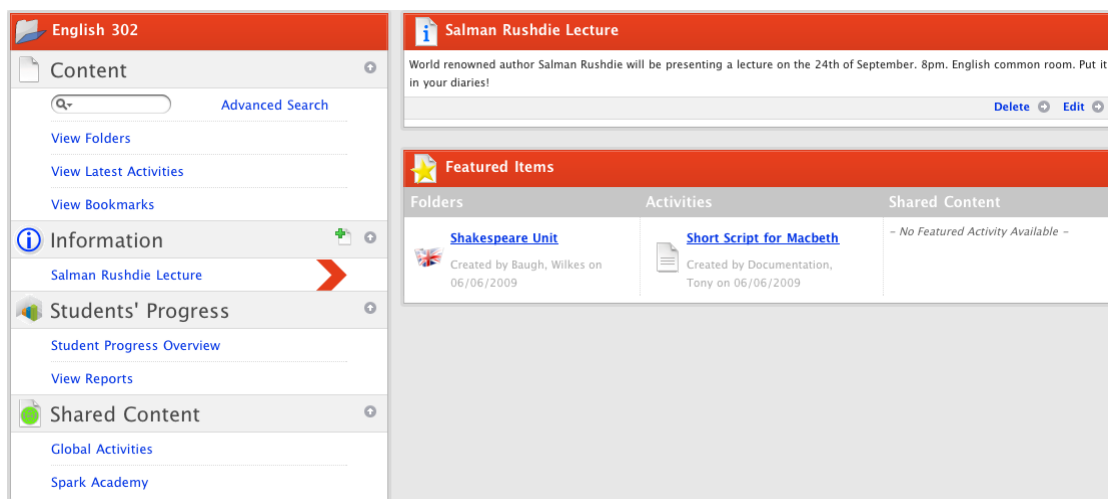 English 302
Content
Advanced Search
View Folders
View Latest Activities
View Bookmarks
Information
Salman Rushdie Lecture
Students' Progress
Student Progress Overview
View Reports
Shared Content
Global Activities
Spark Academy
Salman Rushdie Lecture
World renowned author Salman Rushdie will be presenting a lecture on the 24th of September. 8pm. English common room. Put it
in your diaries!
Delete Edit
Featured Items
Folders Activities Shared Content
Shakespeare Unit Short Script for Macbeth – No Featured Activity Available –
Created by Baugh, Wilkes on Created by Documentation,
06/06/2009 Tony on 06/06/2009